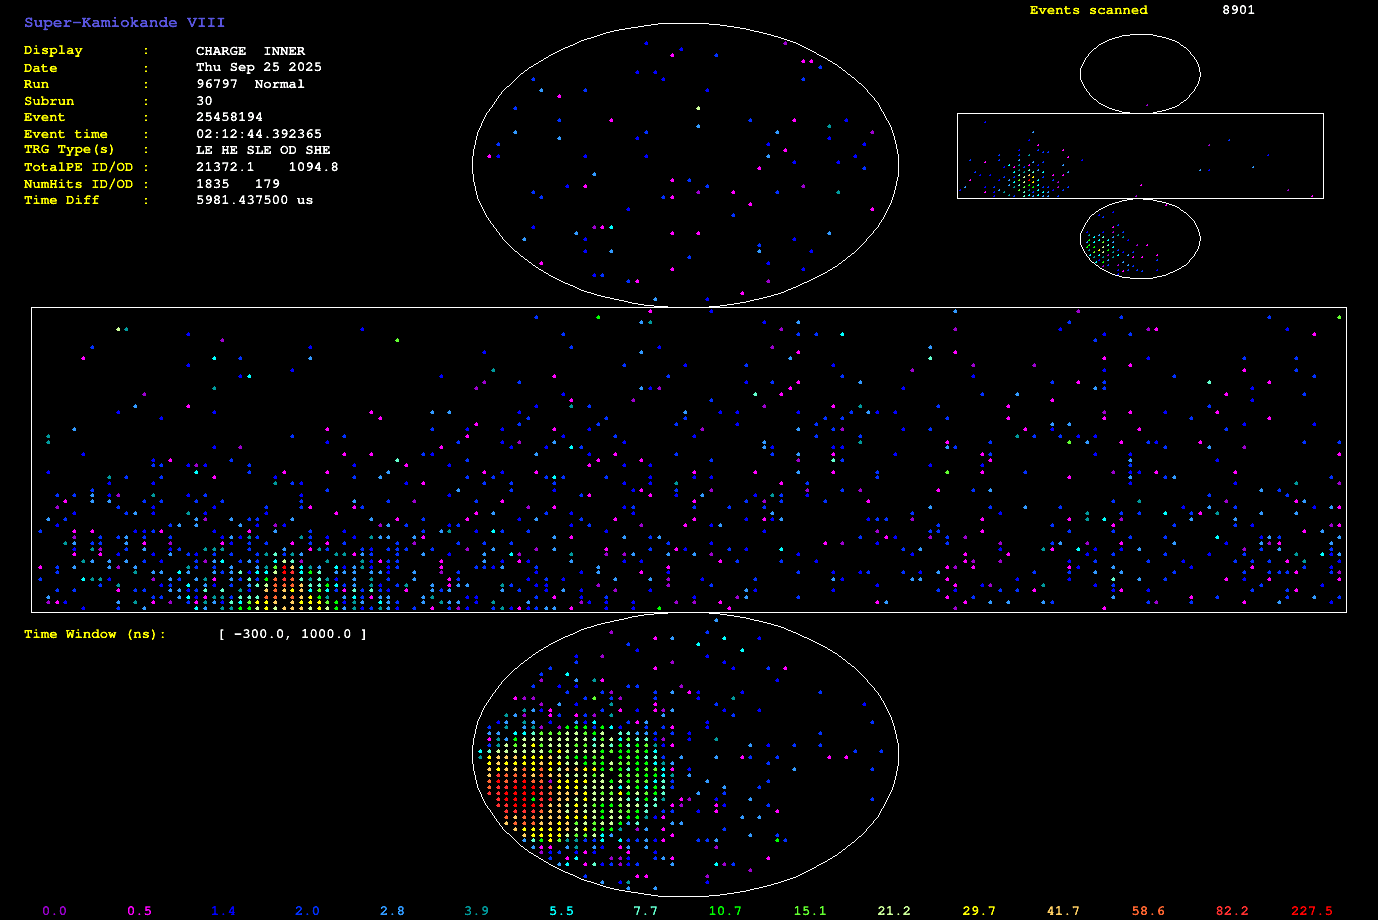 Super-Kamiokande VIII
Events scanned 8901
Display : CHARGE INNER
Date : Thu Sep 25 2025
Run : 96797 Normal
Subrun : 30
Event : 25458194
Event time : 02:12:44.392365
TRG Type(s) : LE HE SLE OD SHE
TotalPE ID/OD : 21372.1 1094.8
NumHits ID/OD : 1835 179
Time Diff : 5981.437500 us
Time Window (ns): [ -300.0, 1000.0 ]
0.0 0.5 1.4 2.0 2.8 3.9 5.5 7.7 10.7 15.1 21.2 29.7 41.7 58.6 82.2 227.5